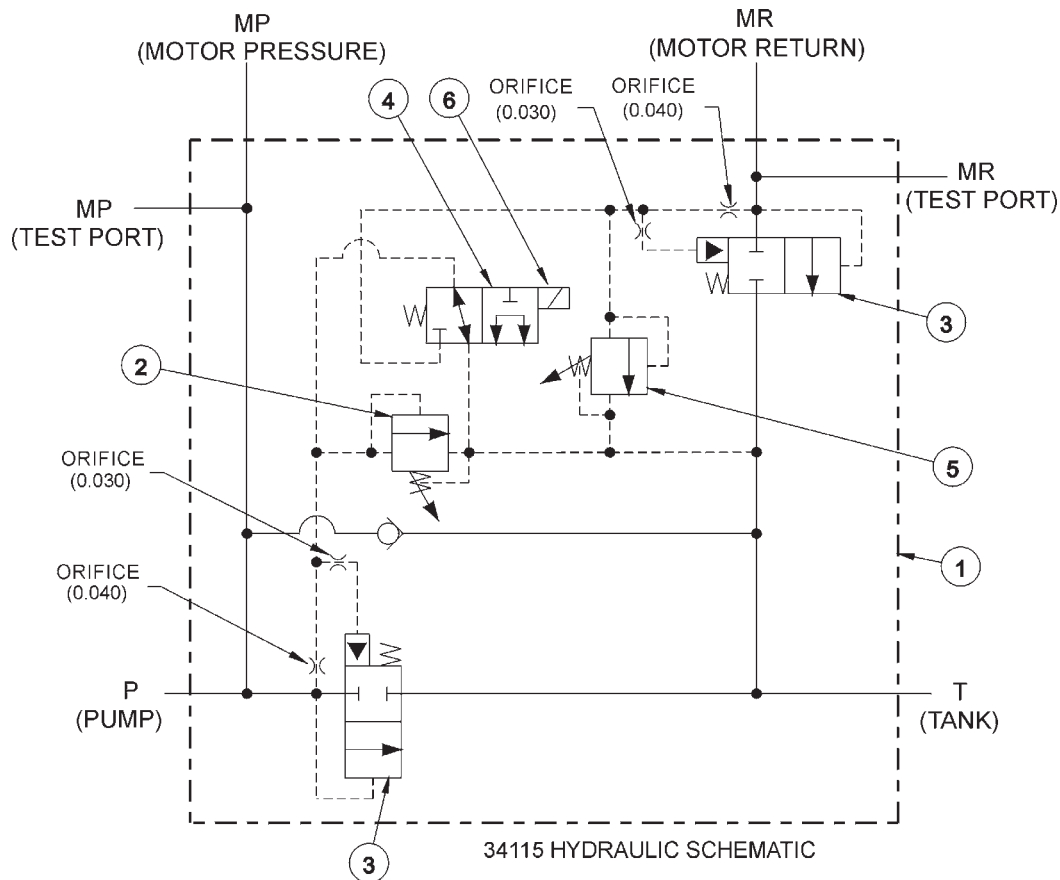 MP
(MOTOR PRESSURE)
MR
(MOTOR RETURN)
4
6
ORIFICE
(0.030)
ORIFICE
(0.040)
MP
(TEST PORT)
MR
(TEST PORT)
3
2
5
ORIFICE
(0.030)
1
ORIFICE
(0.040)
P
(PUMP)
T
(TANK)
3
34115 HYDRAULIC SCHEMATIC